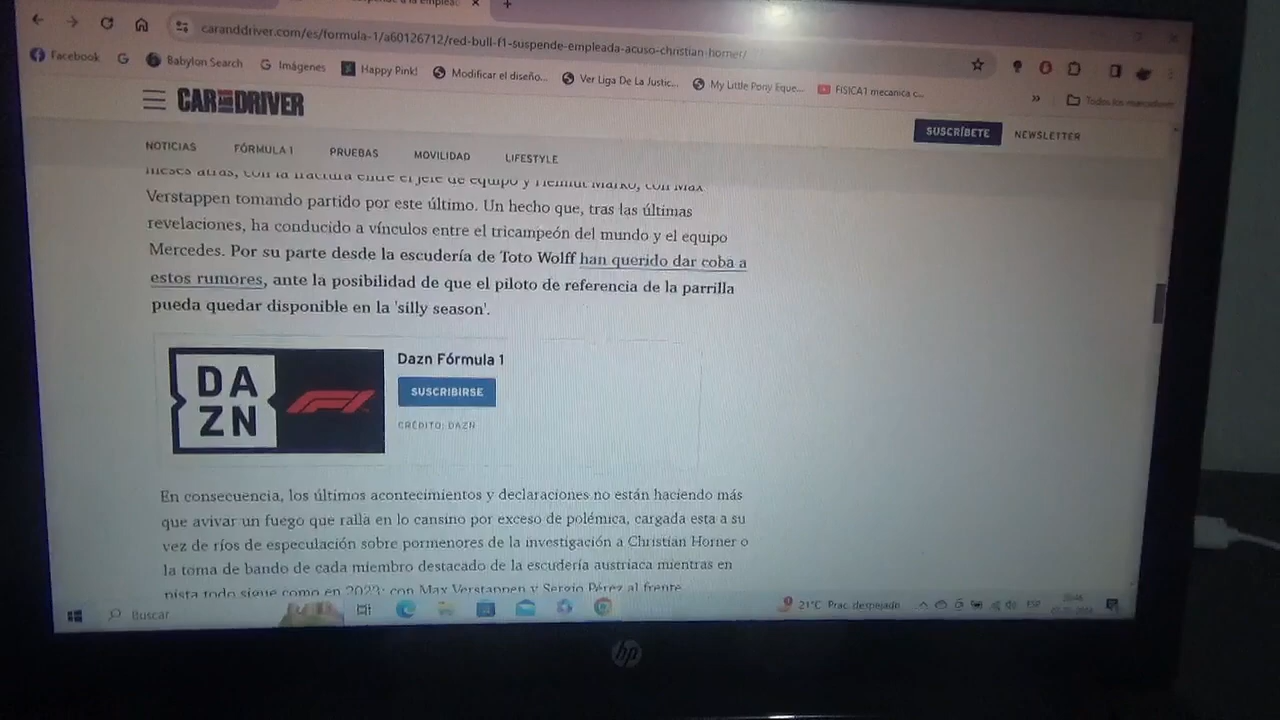 caranddriver.com/es/formula-1/a60126712/red-bull-f1-suspende-empleada-acuso-christian-horner/
Facebook
Babylon Search
Imágenes
Happy Pink!
Modificar el diseño...
Ver Liga De La Justic...
My Little Pony Eque...
FISICA1 mecanica c...
»
Todos los marcadores
CAR AND DRIVER
SUSCRÍBETE
NEWSLETTER
NOTICIAS
FÓRMULA 1
PRUEBAS
MOVILIDAD
LIFESTYLE
meses atrás, con la fractura entre el jefe de equipo y Helmut Marko, con Max
Verstappen tomando partido por este último. Un hecho que, tras las últimas
revelaciones, ha conducido a vínculos entre el tricampeón del mundo y el equipo
Mercedes. Por su parte desde la escudería de Toto Wolff han querido dar coba a
estos rumores, ante la posibilidad de que el piloto de referencia de la parrilla
pueda quedar disponible en la 'silly season'.
DA
ZN
F1
Dazn Fórmula 1
SUSCRIBIRSE
CRÉDITO: DAZN
En consecuencia, los últimos acontecimientos y declaraciones no están haciendo más
que avivar un fuego que ralla en lo cansino por exceso de polémica, cargada esta a su
vez de ríos de especulación sobre pormenores de la investigación a Christian Horner o
la toma de bando de cada miembro destacado de la escudería austriaca mientras en
pista todo sigue como en 2023: con Max Verstappen y Sergio Pérez al frente
Buscar
21°C Prac. despejado
ESP
hp